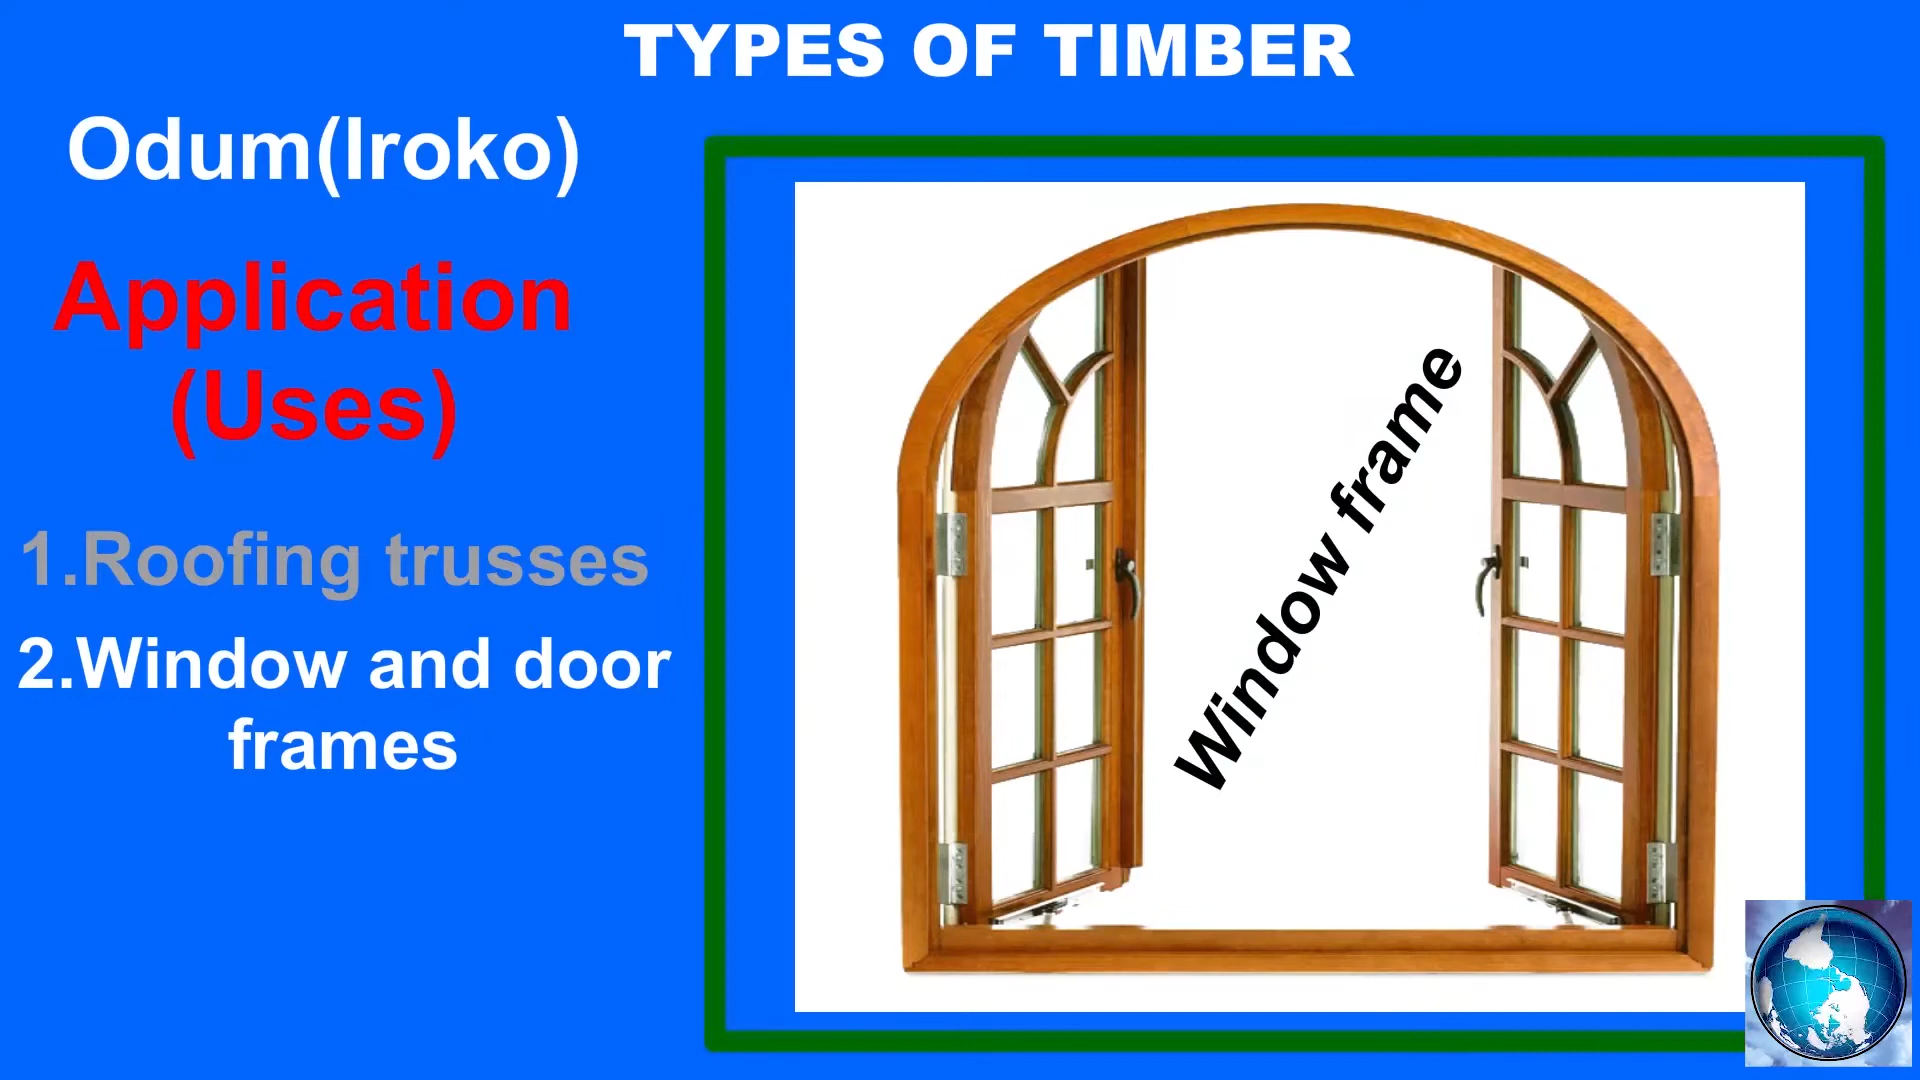 TYPES OF TIMBER
Odum(Iroko)
Application
(Uses)
1.Roofing trusses
2.Window and door
frames
Window frame